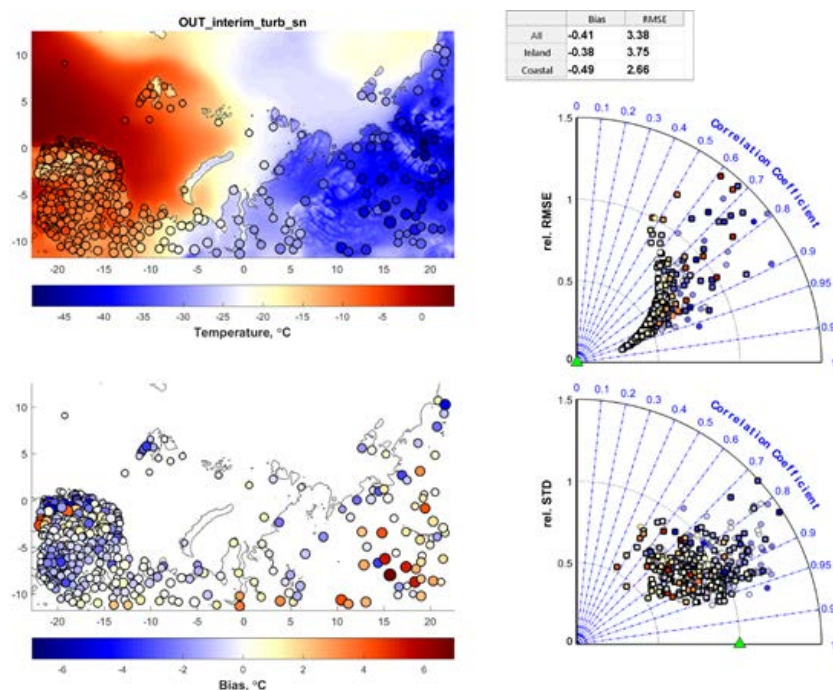 OUT_interim_turb_sn
10
5
0
-5
-10
-20 -15 -10 -5 0 5 10 15 20
-45 -40 -35 -30 -25 -20 -15 -10 -5 0
Temperature, °C
10
5
0
-5
-10
-20 -15 -10 -5 0 5 10 15 20
-6 -4 -2 0 2 4 6
Bias, °C
Bias RMSE
All -0.41 3.38
Inland -0.38 3.75
Coastal -0.49 2.66
1.5
1
0.5
0
rel. RMSE
0 0.1 0.2 0.3 0.4 0.5 0.6 0.7 0.8 0.9 0.95
Correlation Coefficient
1.5
1
0.5
0
rel. STD
0 0.1 0.2 0.3 0.4 0.5 0.6 0.7 0.8 0.9 0.95
Correlation Coefficient